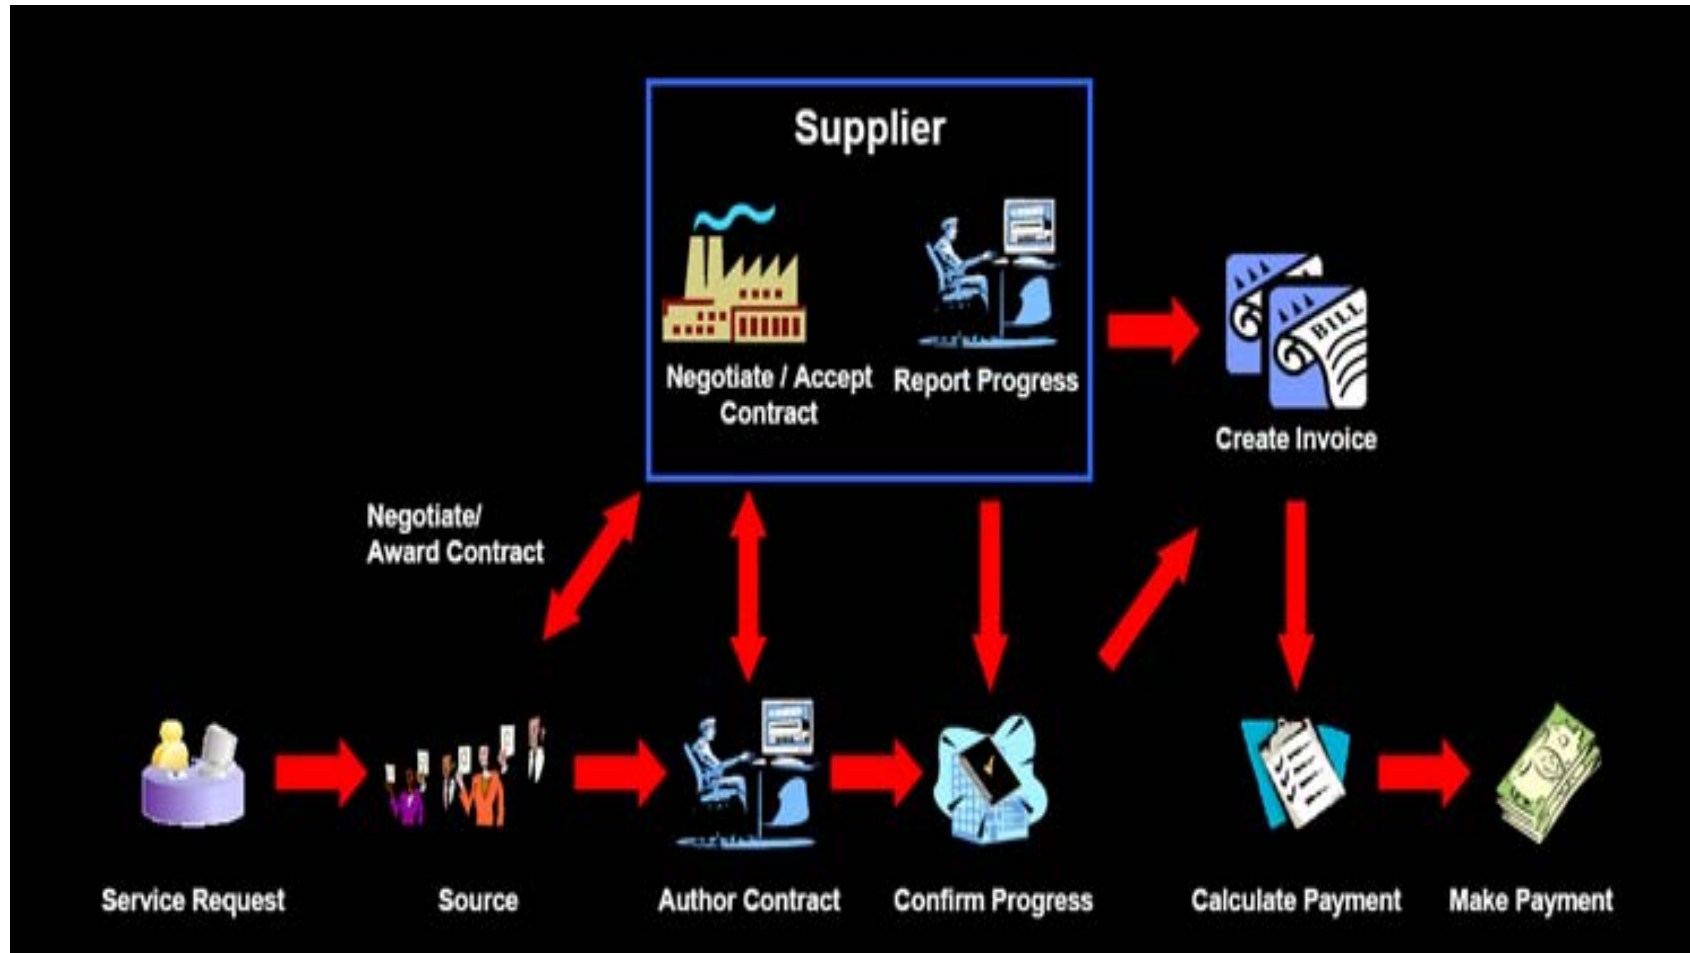 Supplier
Negotiate / Accept
Contract
Report Progress
BILL
Create Invoice
Negotiate/
Award Contract
Service Request
Source
Author Contract
Confirm Progress
Calculate Payment
Make Payment